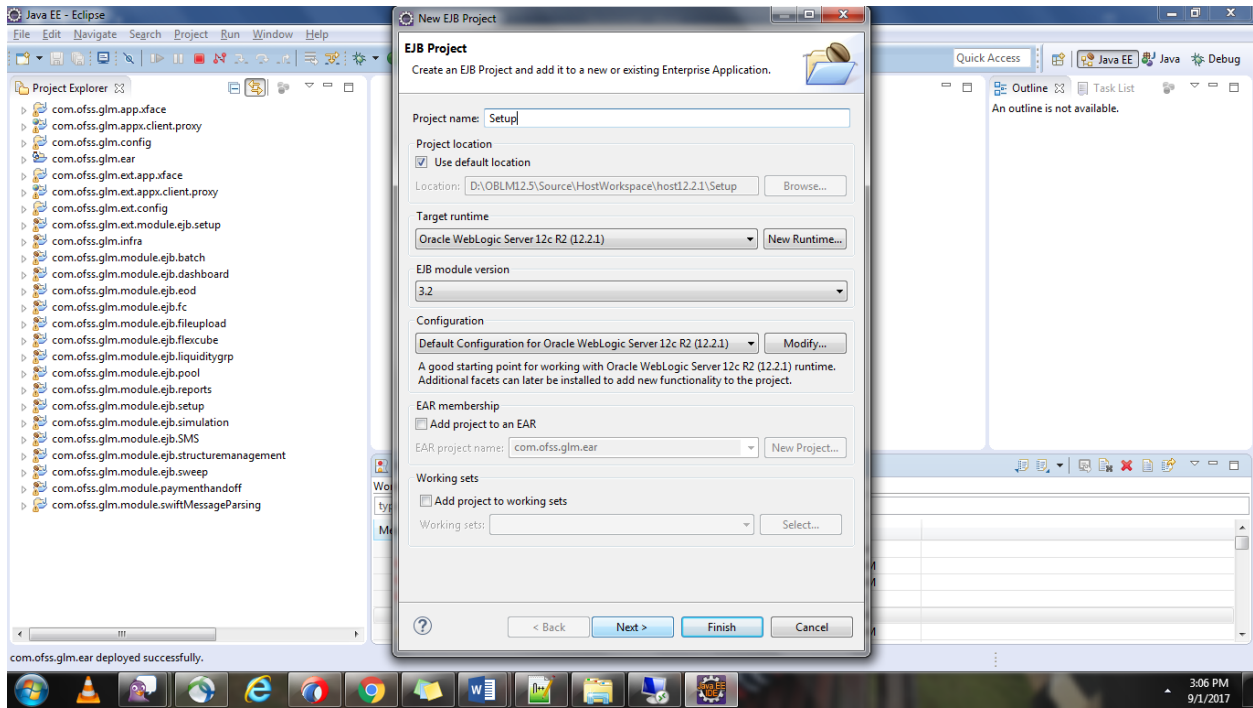 Java EE - Eclipse
File Edit Navigate Search Project Run Window Help
Quick Access
Java EE
Java
Debug
Project Explorer
com.ofss.glm.app.xface
com.ofss.glm.appx.client.proxy
com.ofss.glm.config
com.ofss.glm.ear
com.ofss.glm.ext.app.xface
com.ofss.glm.ext.appx.client.proxy
com.ofss.glm.ext.config
com.ofss.glm.ext.module.ejb.setup
com.ofss.glm.infra
com.ofss.glm.module.ejb.batch
com.ofss.glm.module.ejb.dashboard
com.ofss.glm.module.ejb.eod
com.ofss.glm.module.ejb.fc
com.ofss.glm.module.ejb.fileupload
com.ofss.glm.module.ejb.flexcube
com.ofss.glm.module.ejb.liquiditygrp
com.ofss.glm.module.ejb.pool
com.ofss.glm.module.ejb.reports
com.ofss.glm.module.ejb.setup
com.ofss.glm.module.ejb.simulation
com.ofss.glm.module.ejb.SMS
com.ofss.glm.module.ejb.structuremanagement
com.ofss.glm.module.ejb.sweep
com.ofss.glm.module.paymenthandoff
com.ofss.glm.module.swiftMessageParsing
com.ofss.glm.ear deployed successfully.
New EJB Project
EJB Project
Create an EJB Project and add it to a new or existing Enterprise Application.
Project name: Setup
Project location
Use default location
Location: D:\OBLM12.5\Source\HostWorkspace\host12.2.1\Setup Browse...
Target runtime
Oracle WebLogic Server 12c R2 (12.2.1) New Runtime...
EJB module version
3.2
Configuration
Default Configuration for Oracle WebLogic Server 12c R2 (12.2.1) Modify...
A good starting point for working with Oracle WebLogic Server 12c R2 (12.2.1) runtime.
Additional facets can later be installed to add new functionality to the project.
EAR membership
Add project to an EAR
EAR project name: com.ofss.glm.ear New Project...
Working sets
Add project to working sets
Working sets: Select...
< Back Next > Finish Cancel
Outline Task List
An outline is not available.
3:06 PM
9/1/2017